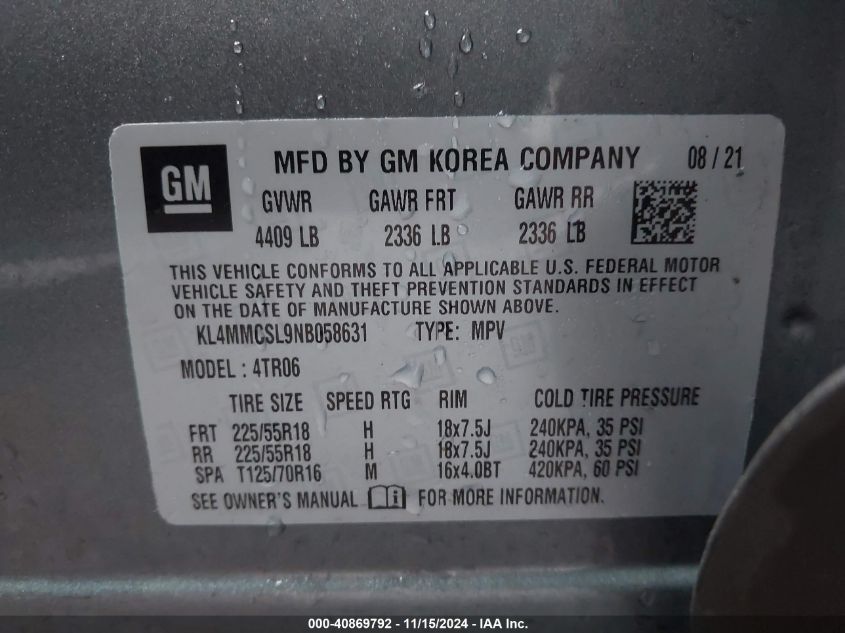 GM
MFD BY GM KOREA COMPANY 08 / 21
GVWR GAWR FRT GAWR RR
4409 LB 2336 LB 2336 LB
THIS VEHICLE CONFORMS TO ALL APPLICABLE U.S. FEDERAL MOTOR
VEHICLE SAFETY AND THEFT PREVENTION STANDARDS IN EFFECT
ON THE DATE OF MANUFACTURE SHOWN ABOVE.
KL4MMCSL9NB058631 TYPE: MPV
MODEL : 4TR06
TIRE SIZE SPEED RTG RIM COLD TIRE PRESSURE
FRT 225/55R18 H 18x7.5J 240KPA, 35 PSI
RR 225/55R18 H 18x7.5J 240KPA, 35 PSI
SPA T125/70R16 M 16x4.0BT 420KPA, 60 PSI
SEE OWNER'S MANUAL FOR MORE INFORMATION.
000-40869792 - 11/15/2024 - IAA Inc.